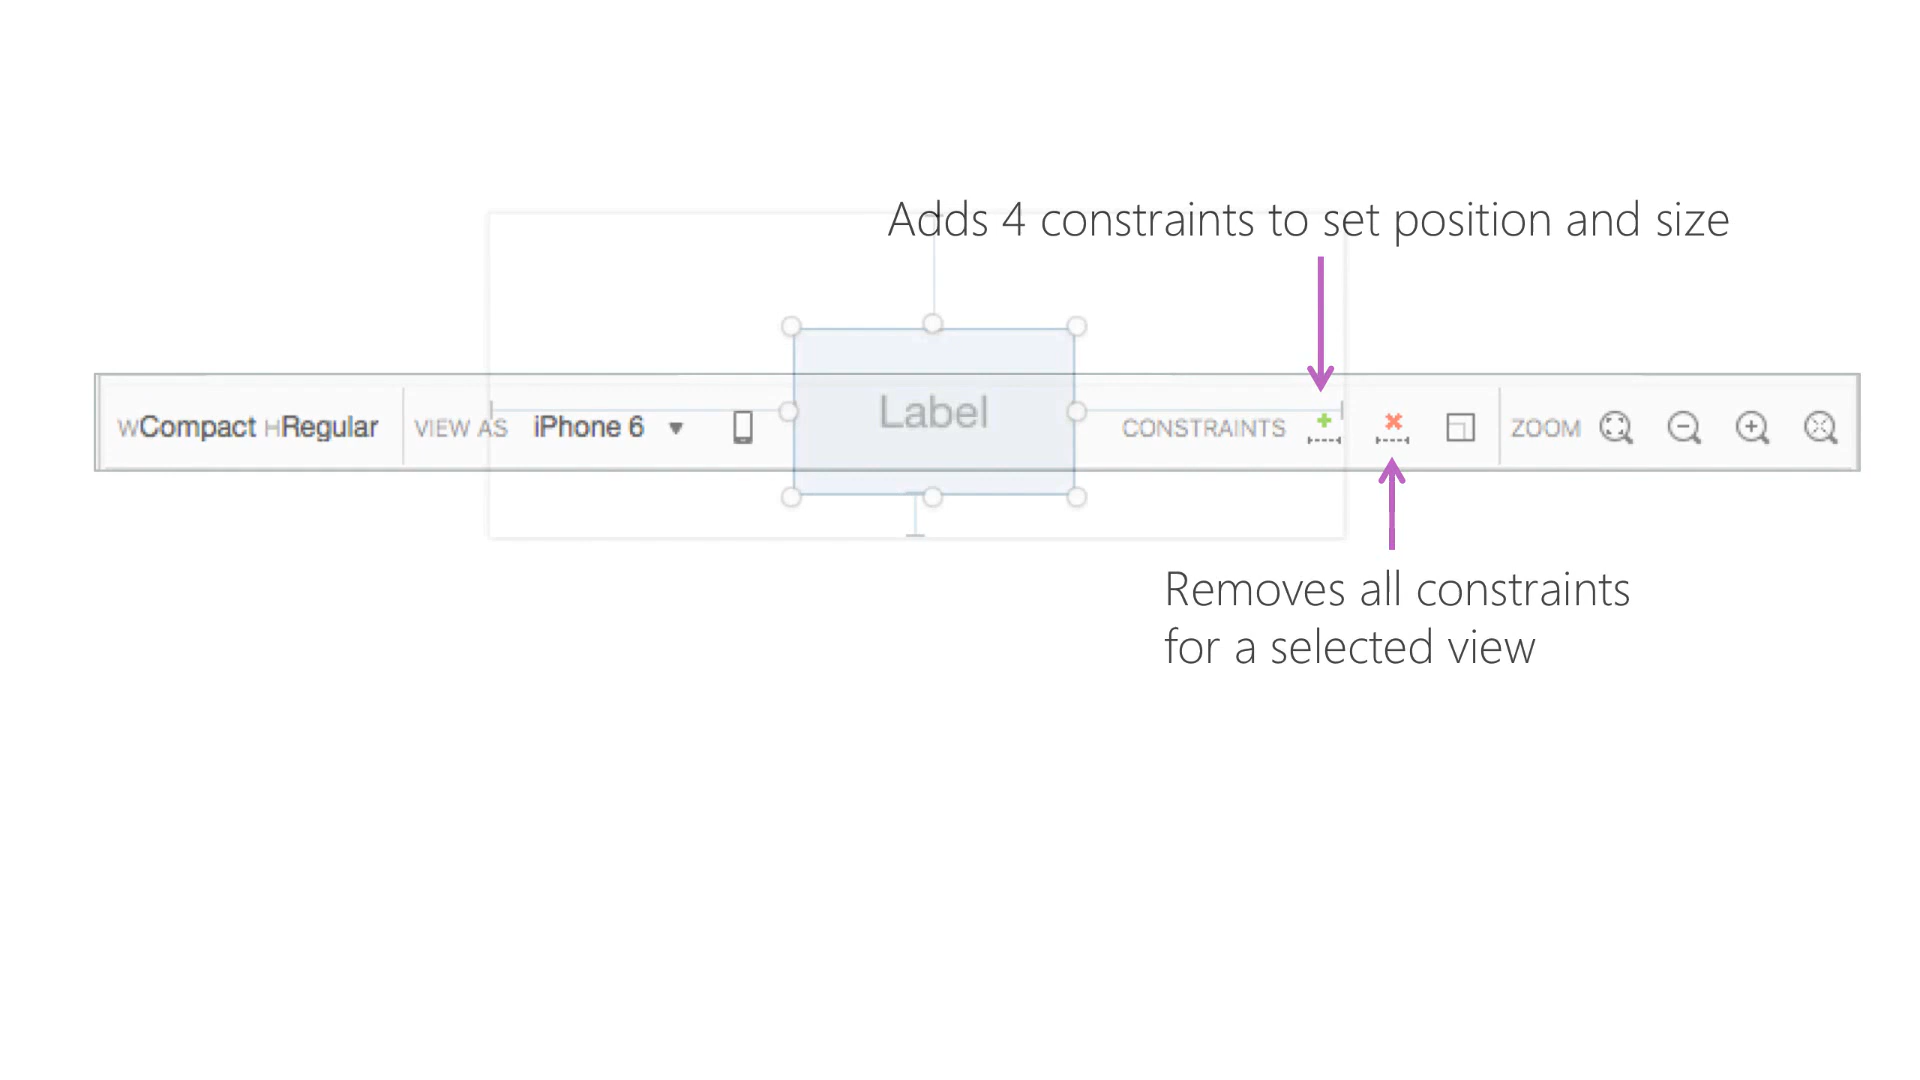 Adds 4 constraints to set position and size
wCompact HRegular VIEW AS iPhone 6 Label CONSTRAINTS ZOOM
Removes all constraints
for a selected view